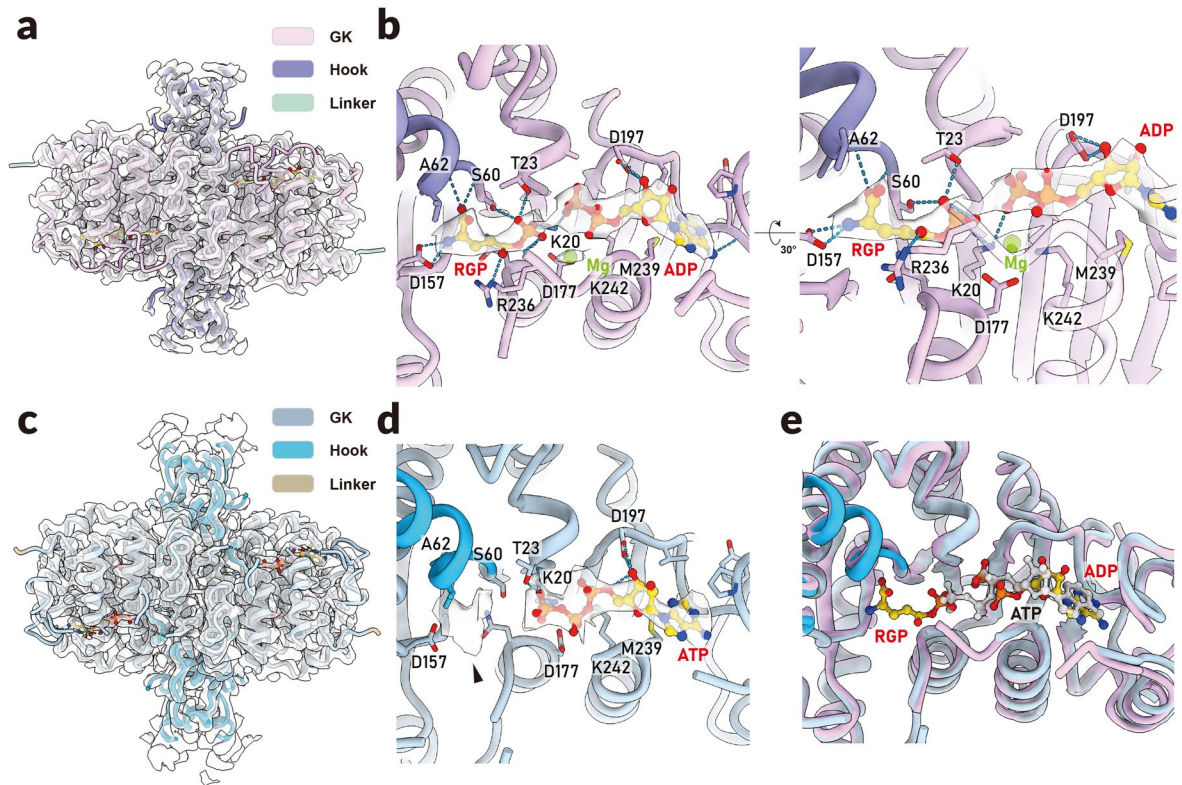 a
GK
Hook
Linker
b
D197
A62
S60
T23
K20
RGP
Mg
M239
ADP
D157
D177
K242
R236
30°
D197
ADP
A62
T23
S60
D157
RGP
R236
Mg
M239
K20
D177
K242
c
GK
Hook
Linker
d
D197
A62
S60
T23
K20
D157
D177
M239
K242
ATP
e
ADP
ATP
RGP